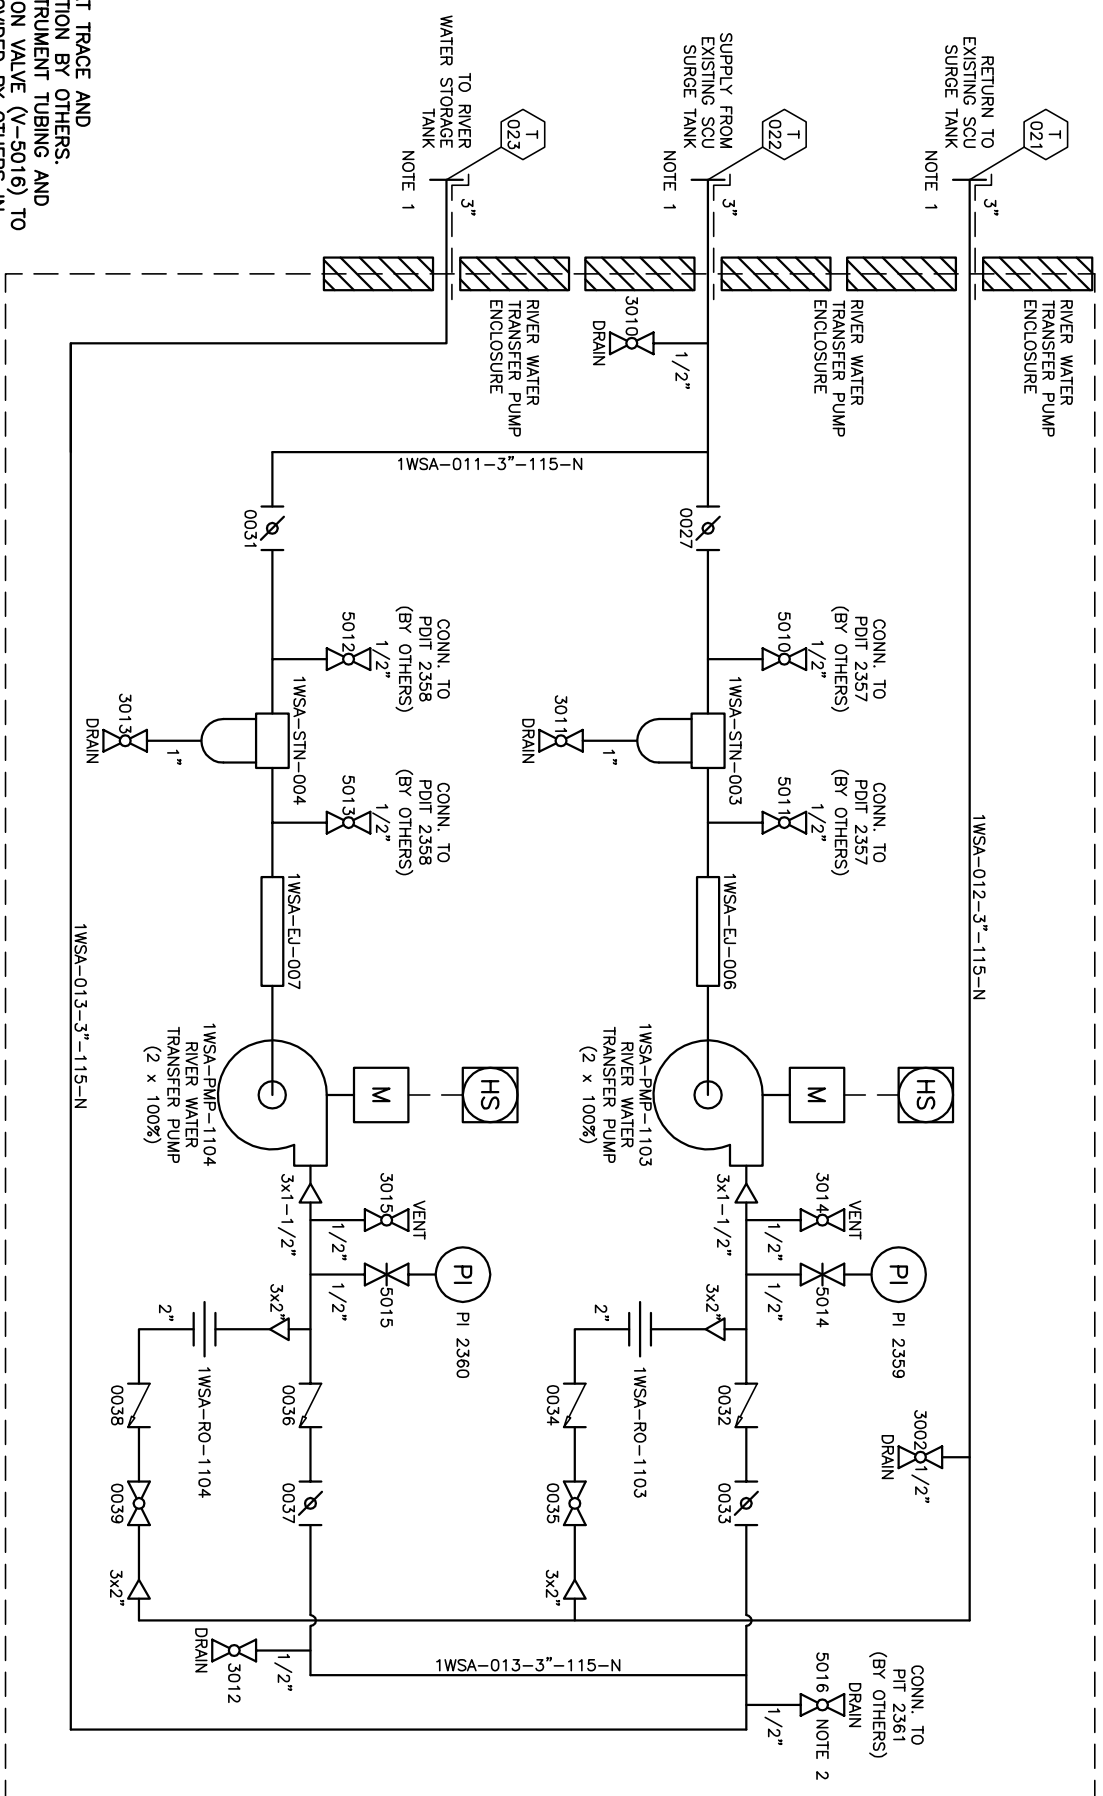 RETURN TO
EXISTING SCU
SURGE TANK
T
021
3"
NOTE 1
RIVER WATER
TRANSFER PUMP
ENCLOSURE
1WSA-012-3"-115-N
3002
1/2"
DRAIN
SUPPLY FROM
EXISTING SCU
SURGE TANK
T
022
3"
NOTE 1
RIVER WATER
TRANSFER PUMP
ENCLOSURE
3010
1/2"
DRAIN
1WSA-011-3"-115-N
0027
CONN. TO
PDIT 2357
(BY OTHERS)
5010
1/2"
1WSA-STN-003
3011
1"
DRAIN
CONN. TO
PDIT 2357
(BY OTHERS)
5011
1/2"
1WSA-EJ-006
HS
M
1WSA-PMP-1103
RIVER WATER
TRANSFER PUMP
(2 x 100%)
3x1-1/2"
VENT
3014
1/2"
PI
PI 2359
5014
1/2"
3x2"
0032
0033
2"
1WSA-RO-1103
0034
0035
3x2"
CONN. TO
PIT 2361
(BY OTHERS)
DRAIN
5016
NOTE 2
1/2"
1WSA-013-3"-115-N
TO RIVER
WATER STORAGE
TANK
T
023
3"
NOTE 1
RIVER WATER
TRANSFER PUMP
ENCLOSURE
0031
CONN. TO
PDIT 2358
(BY OTHERS)
5012
1/2"
1WSA-STN-004
3013
1"
DRAIN
CONN. TO
PDIT 2358
(BY OTHERS)
5013
1/2"
1WSA-EJ-007
HS
M
1WSA-PMP-1104
RIVER WATER
TRANSFER PUMP
(2 x 100%)
3x1-1/2"
VENT
3015
1/2"
PI
PI 2360
5015
1/2"
3x2"
0036
0037
2"
1WSA-RO-1104
0038
0039
3x2"
3012
1/2"
DRAIN
1WSA-013-3"-115-N
T TRACE AND
TION BY OTHERS.
TRUMENT TUBING AND
ON VALVE (V-5016) TO